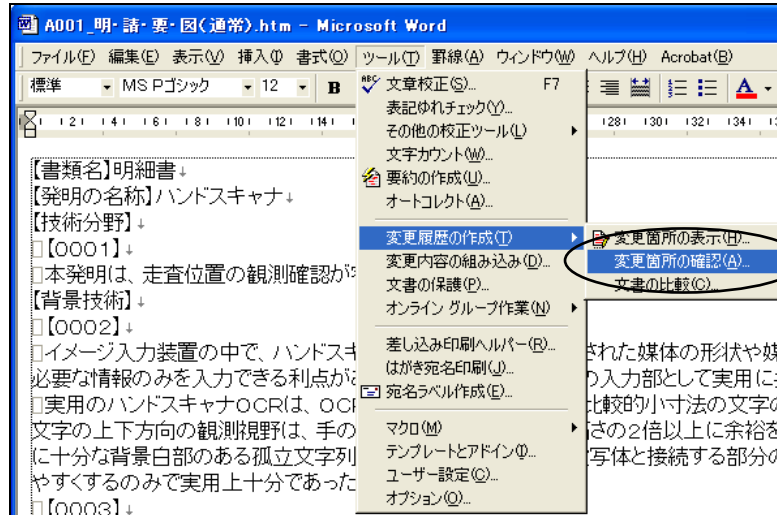 A001_明・請・要・図(通常).htm - Microsoft Word
ファイル(F) 編集(E) 表示(V) 挿入(I) 書式(O) ツール(T) 罫線(A) ウィンドウ(W) ヘルプ(H) Acrobat(B)
標準 MS Pゴシック 12 B A
文章校正(S)... F7
表記ゆれチェック(Y)...
その他の校正ツール(L)
文字カウント(W)...
要約の作成(U)...
オートコレクト(A)...
変更履歴の作成(T)
変更内容の組み込み(D)...
文書の保護(P)...
オンライン グループ作業(N)
差し込み印刷ヘルパー(R)...
はがき宛名印刷(J)...
宛名ラベル作成(E)...
マクロ(M)
テンプレートとアドイン(I)...
ユーザー設定(C)...
オプション(O)...
変更箇所の表示(H)...
変更箇所の確認(A)...
文書の比較(C)...
2 4 6 8 10 12 14 28 30 32 34
【書類名】明細書↓
【発明の名称】ハンドスキャナ↓
【技術分野】↓
【0001】↓
本発明は、走査位置の観測確認が
【背景技術】↓
【0002】↓
イメージ入力装置の中で、ハンドスキ された媒体の形状や媒
必要な情報のみを入力できる利点が の入力部として実用に
実用のハンドスキャナOCRは、OC 比較的小寸法の文字の
文字の上下方向の観測視野は、手の さの2倍以上に余裕を
に十分な背景白部のある孤立文字列 写体と接続する部分の
やすくするのみで実用上十分であった
【0003】↓